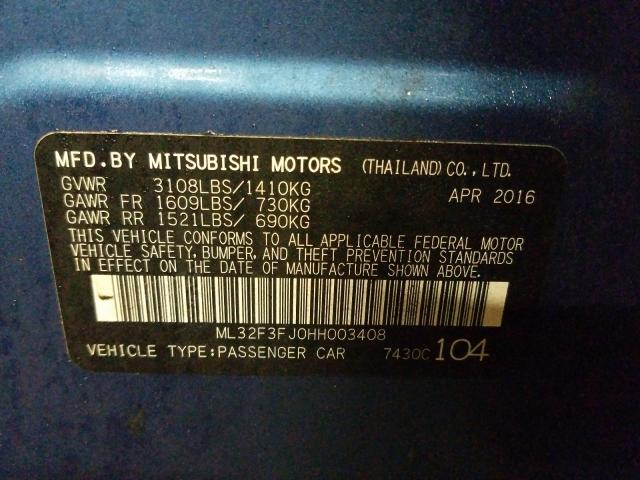 MFD.BY MITSUBISHI MOTORS (THAILAND) CO., LTD.
GVWR 3108LBS/1410KG APR 2016
GAWR FR 1609LBS/ 730KG
GAWR RR 1521LBS/ 690KG
THIS VEHICLE CONFORMS TO ALL APPLICABLE FEDERAL MOTOR
VEHICLE SAFETY, BUMPER, AND THEFT PREVENTION STANDARDS
IN EFFECT ON THE DATE OF MANUFACTURE SHOWN ABOVE.
ML32F3FJ0HH003408
VEHICLE TYPE:PASSENGER CAR 7430C 104